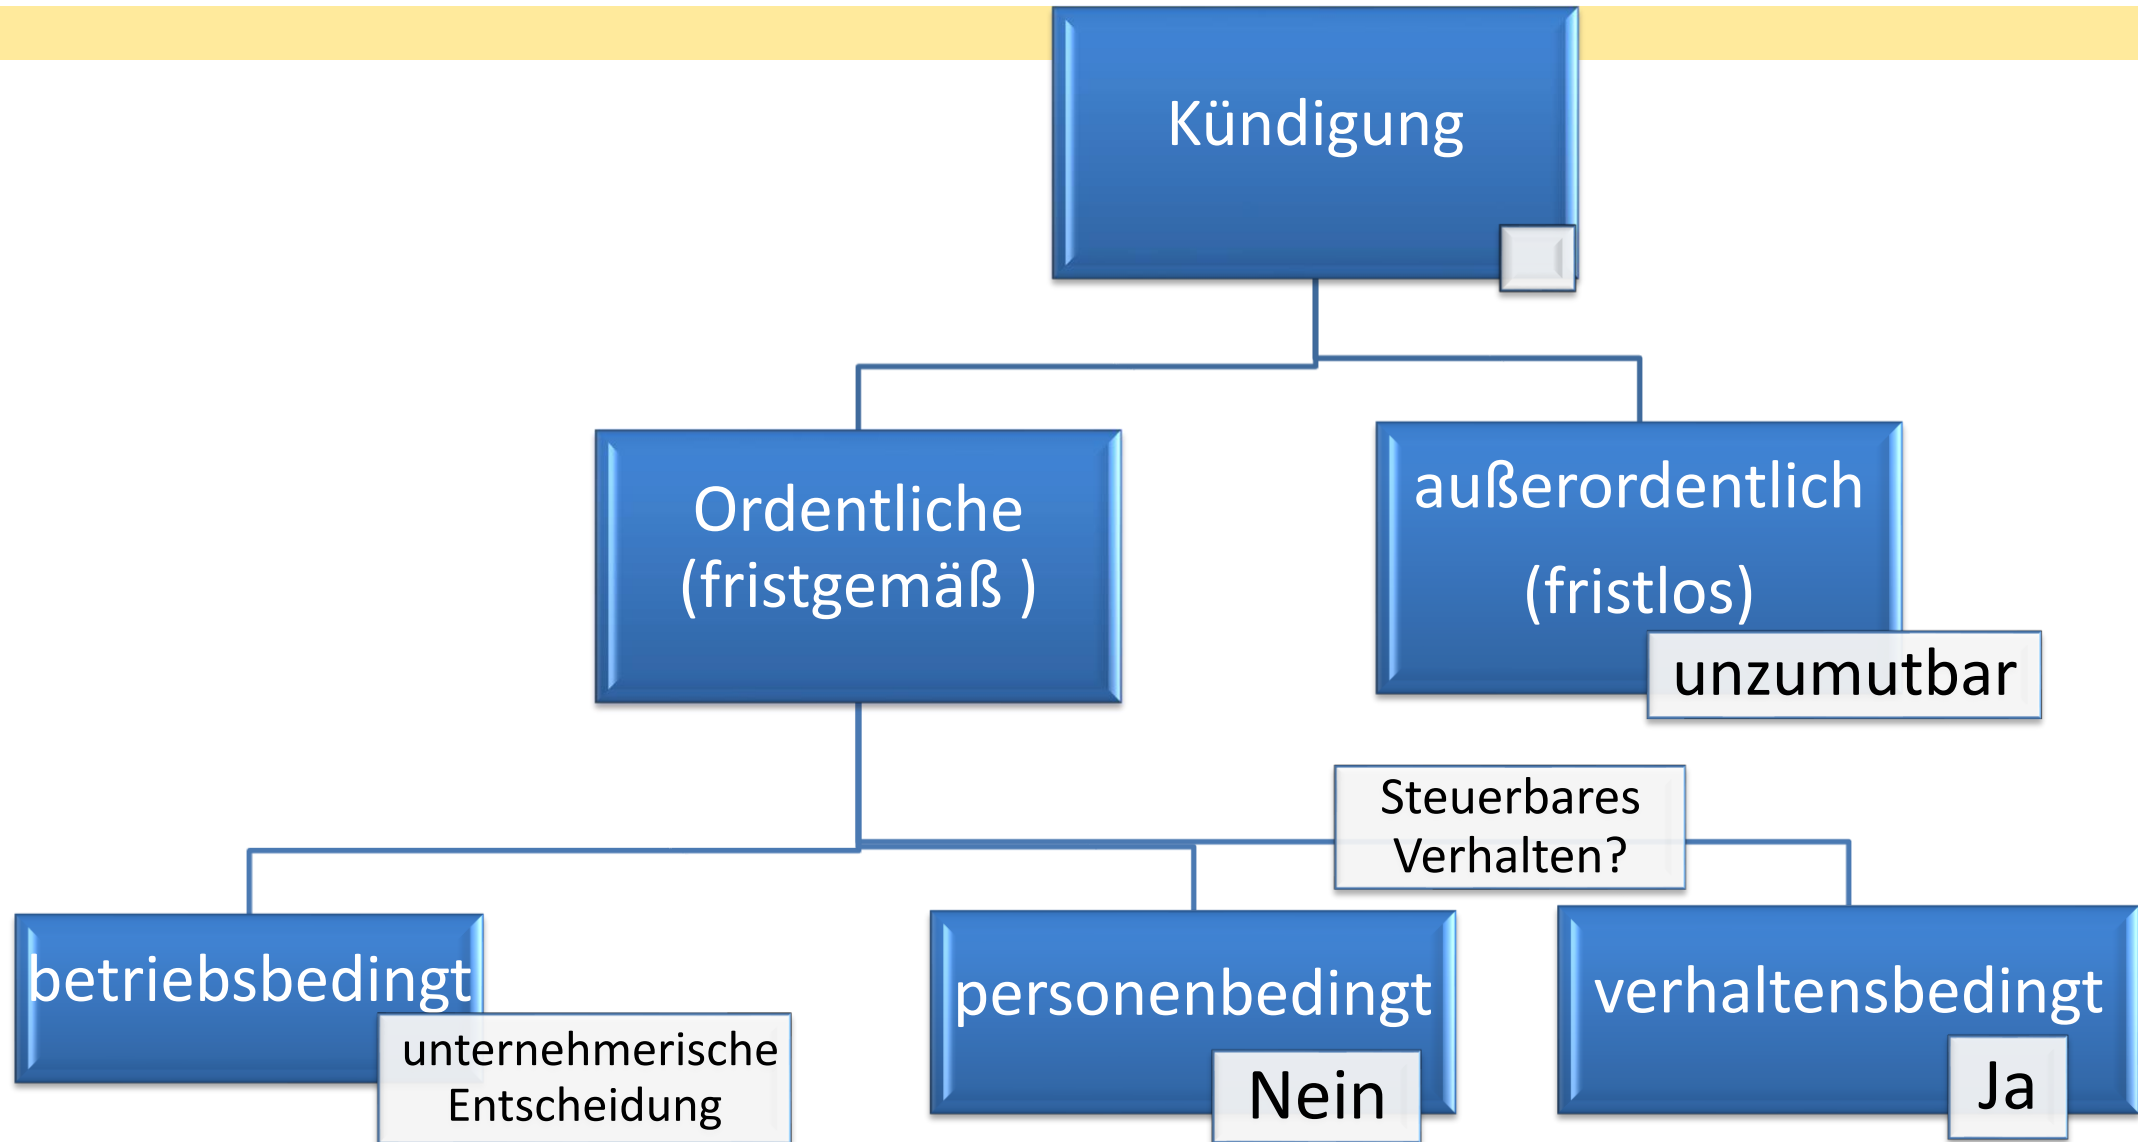 Kündigung
Ordentliche
(fristgemäß )
außerordentlich
(fristlos)
unzumutbar
Steuerbares
Verhalten?
betriebsbedingt
unternehmerische
Entscheidung
personenbedingt
Nein
verhaltensbedingt
Ja